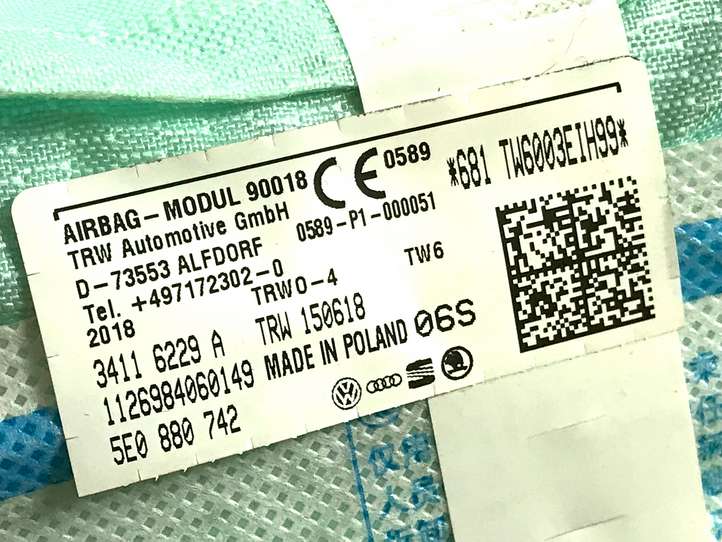 AIRBAG-MODUL 90018 CE 0589
TRW Automotive GmbH 0589-P1-000051
D-73553 ALFDORF
Tel. +497172302-0 TW6
2018 TRWO-4
3411 6229 A TRW 150618
1126984060149 MADE IN POLAND 06S
5E0 880 742
*681 TW6003EIH99*